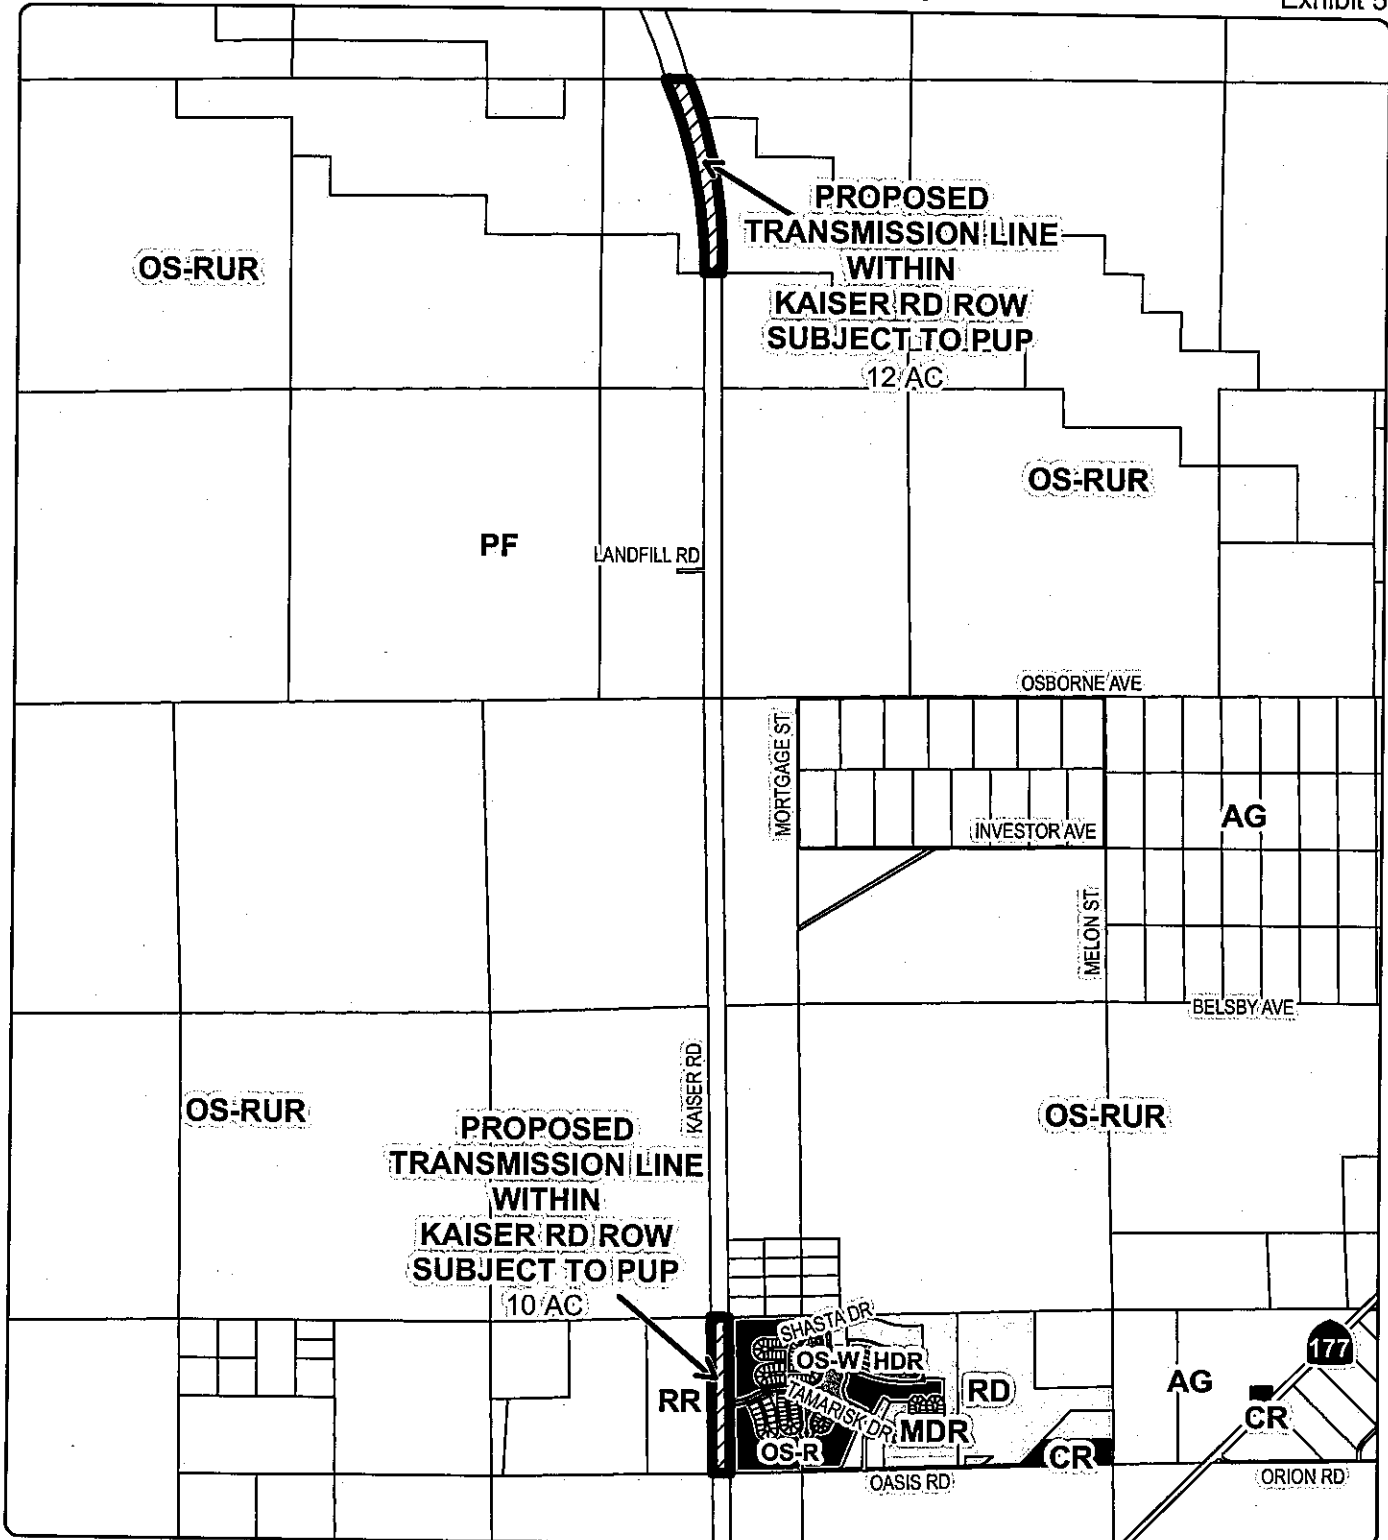 Exhibit 5
PROPOSED
TRANSMISSION LINE
WITHIN
KAISER RD ROW
SUBJECT TO PUP
12 AC
OS-RUR
OS-RUR
PF
LANDFILL RD
OSBORNE AVE
MORTGAGE ST
INVESTOR AVE
AG
MELON ST
BELSBY AVE
KAISER RD
OS-RUR
OS-RUR
PROPOSED
TRANSMISSION LINE
WITHIN
KAISER RD ROW
SUBJECT TO PUP
10 AC
SHASTA DR
OS-W
HDR
177
RR
TAMARISK DR
RD
AG
CR
MDR
OS-R
CR
OASIS RD
ORION RD